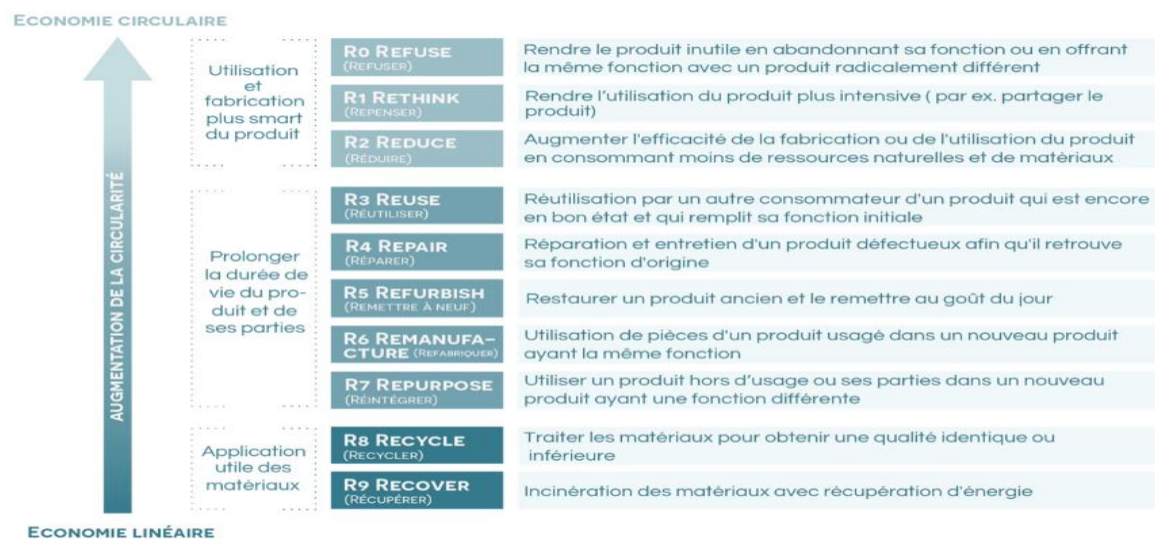 ECONOMIE CIRCULAIRE
AUGMENTATION DE LA CIRCULARITÉ
Utilisation
et
fabrication
plus smart
du produit
R0 REFUSE
(REFUSER)
Rendre le produit inutile en abandonnant sa fonction ou en offrant
la même fonction avec un produit radicalement différent
R1 RETHINK
(REPENSER)
Rendre l'utilisation du produit plus intensive ( par ex. partager le
produit)
R2 REDUCE
(RÉDUIRE)
Augmenter l'efficacité de la fabrication ou de l'utilisation du produit
en consommant moins de ressources naturelles et de matériaux
Prolonger
la durée de
vie du pro-
duit et de
ses parties
R3 REUSE
(RÉUTILISER)
Réutilisation par un autre consommateur d'un produit qui est encore
en bon état et qui remplit sa fonction initiale
R4 REPAIR
(RÉPARER)
Réparation et entretien d'un produit défectueux afin qu'il retrouve
sa fonction d'origine
R5 REFURBISH
(REMETTRE À NEUF)
Restaurer un produit ancien et le remettre au goût du jour
R6 REMANUFA-
CTURE (REFABRIQUER)
Utilisation de pièces d'un produit usagé dans un nouveau produit
ayant la même fonction
R7 REPURPOSE
(RÉINTÉGRER)
Utiliser un produit hors d'usage ou ses parties dans un nouveau
produit ayant une fonction différente
Application
utile des
matériaux
R8 RECYCLE
(RECYCLER)
Traiter les matériaux pour obtenir une qualité identique ou
inférieure
R9 RECOVER
(RÉCUPÉRER)
Incinération des matériaux avec récupération d'énergie
ECONOMIE LINÉAIRE